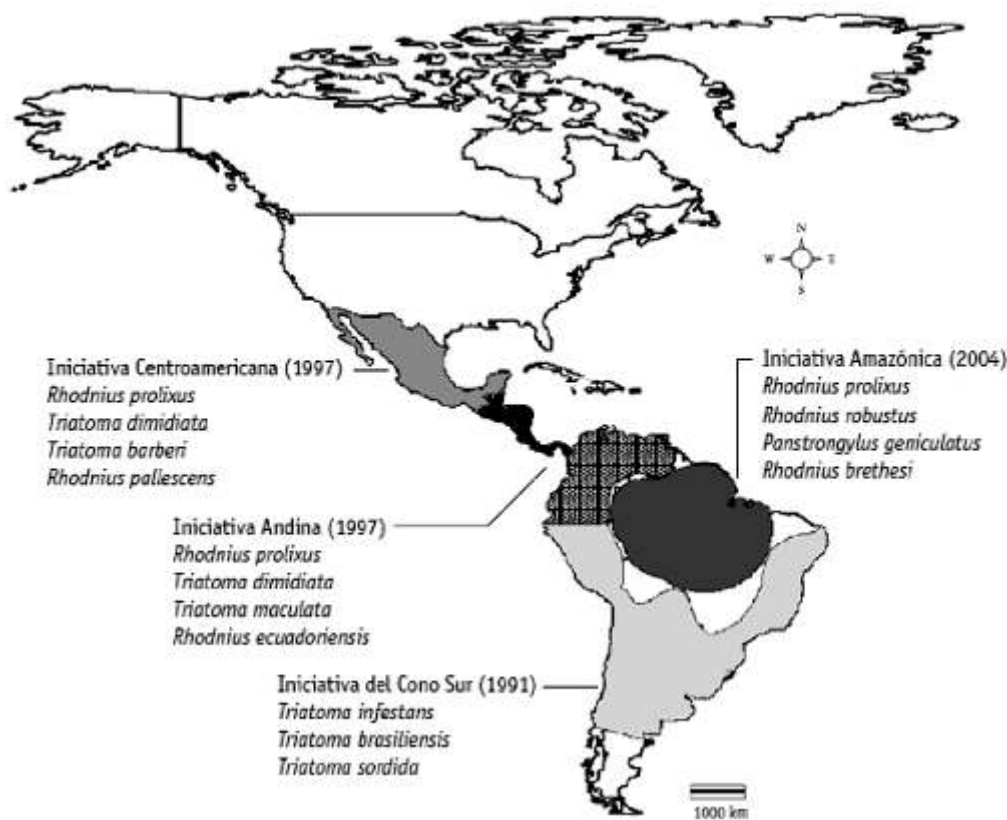 N
W
E
S
Iniciativa Centroamericana (1997)
Rhodnius prolixus
Triatoma dimidiata
Triatoma barberi
Rhodnius pallescens
Iniciativa Amazónica (2004)
Rhodnius prolixus
Rhodnius robustus
Panstrongylus geniculatus
Rhodnius brethesi
Iniciativa Andina (1997)
Rhodnius prolixus
Triatoma dimidiata
Triatoma maculata
Rhodnius ecuadoriensis
Iniciativa del Cono Sur (1991)
Triatoma infestans
Triatoma brasiliensis
Triatoma sordida
1000 km